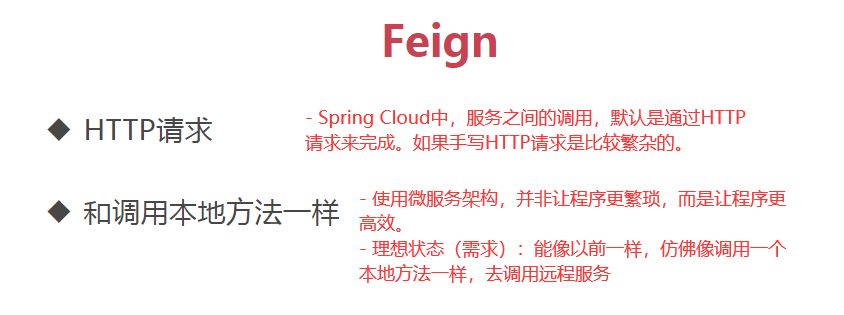 Feign
◆ HTTP请求
- Spring Cloud中，服务之间的调用，默认是通过HTTP
请求来完成。如果手写HTTP请求是比较繁杂的。
◆ 和调用本地方法一样
- 使用微服务架构，并非让程序更繁琐，而是让程序更
高效。
- 理想状态（需求）：能像以前一样，仿佛像调用一个
本地方法一样，去调用远程服务